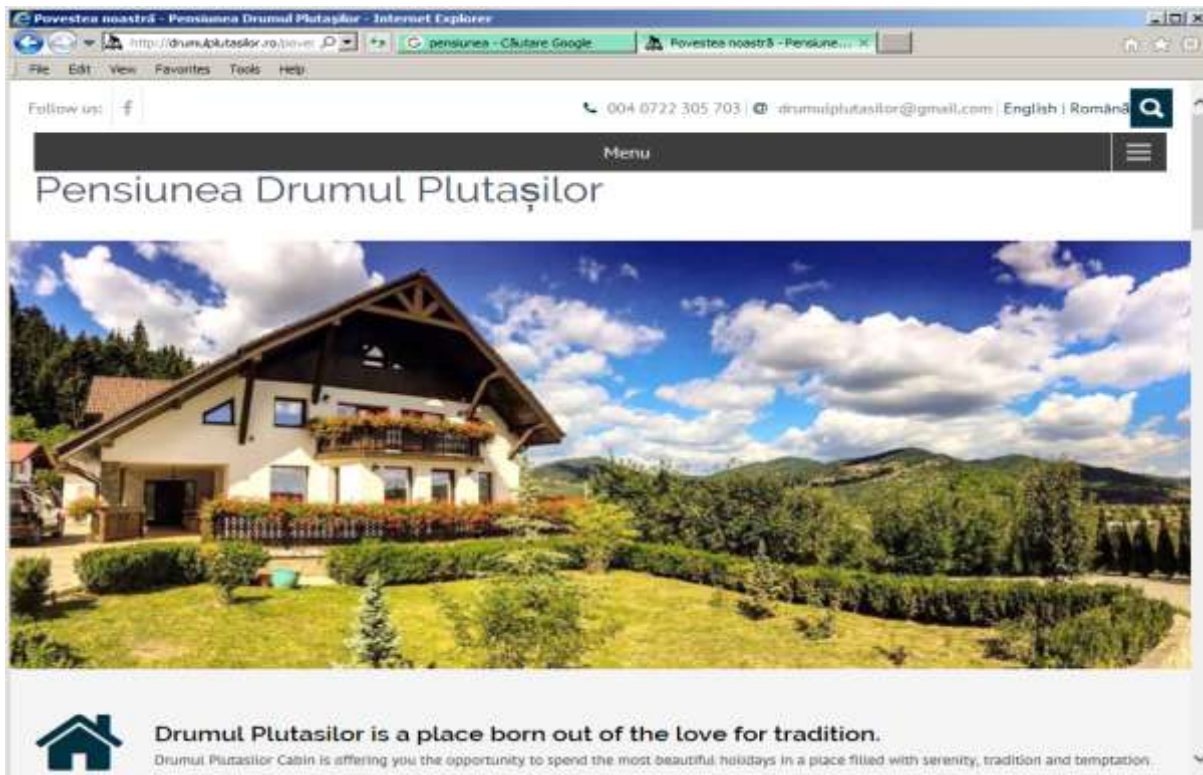 Povestea noastră - Pensiunea Drumul Plutaşilor - Internet Explorer
http://drumulplutasilor.ro/povest
pensiunea - Căutare Google
Povestea noastră - Pensiune...
File Edit View Favorites Tools Help
Follow us: f
004 0722 305 703 | @ drumulplutasilor@gmail.com | English | Română
Menu
Pensiunea Drumul Plutașilor
Drumul Plutasilor is a place born out of the love for tradition.
Drumul Plutasilor Cabin is offering you the opportunity to spend the most beautiful holidays in a place filled with serenity, tradition and temptation.